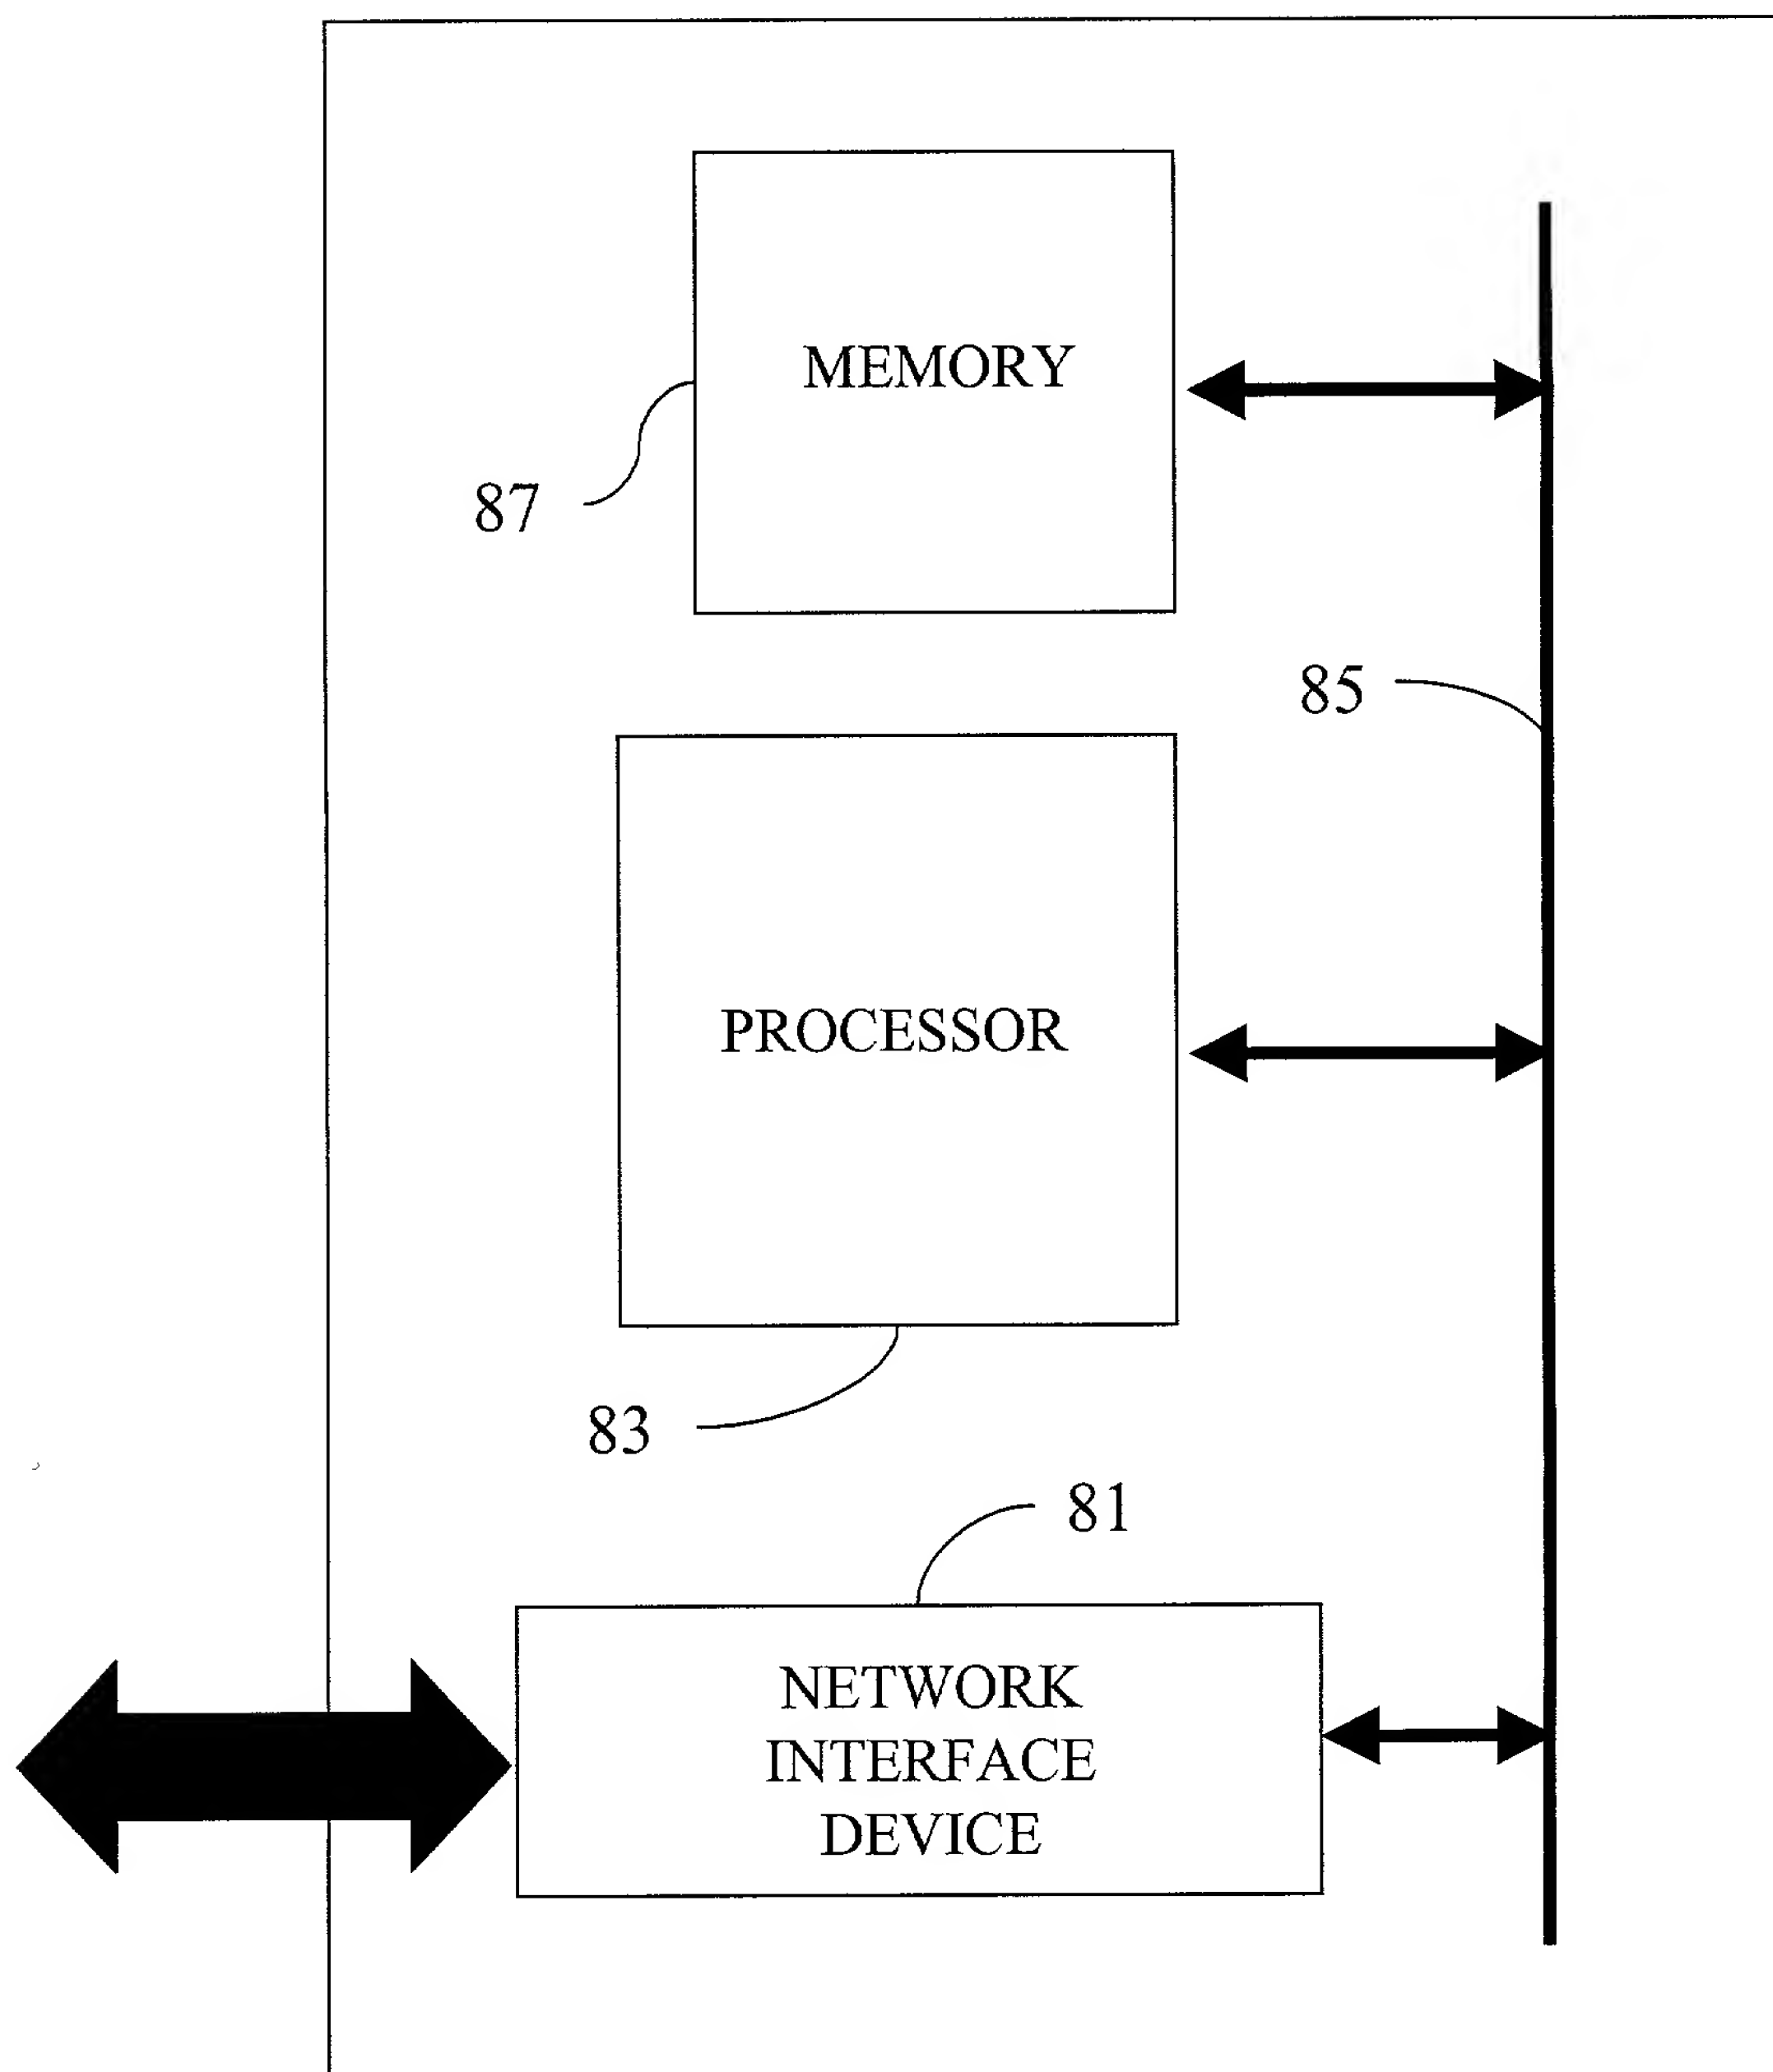 MEMORY
87
85
PROCESSOR
83
81
NETWORK
INTERFACE
DEVICE